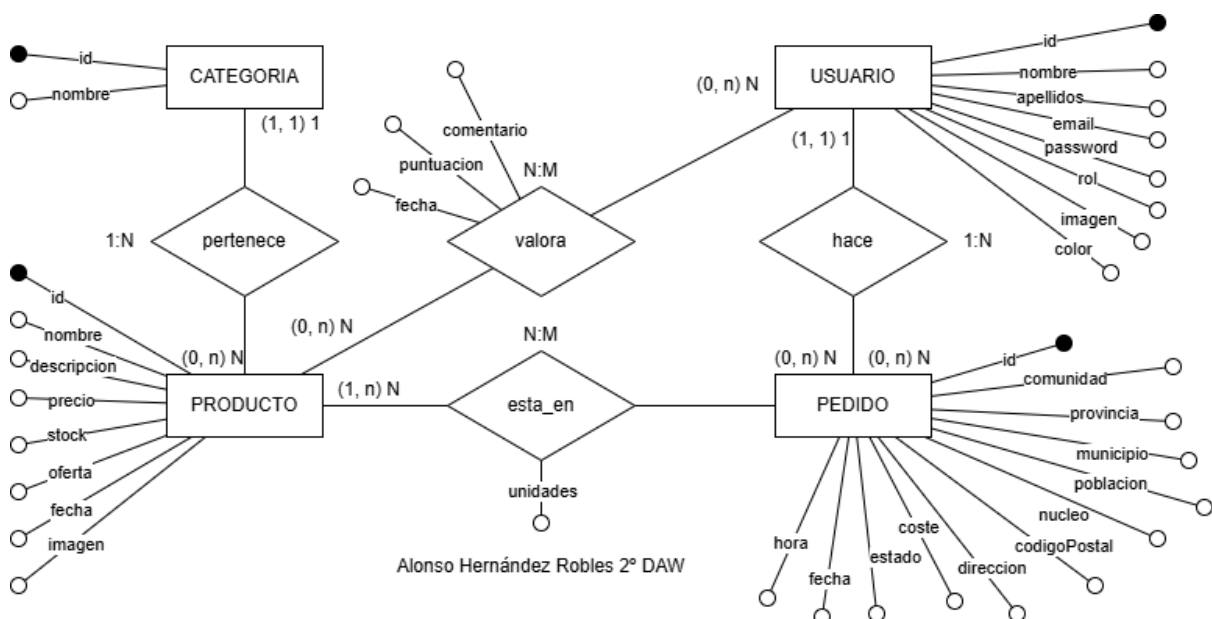 id
nombre
CATEGORIA
(1, 1) 1
comentario
puntuacion
fecha
N:M
(0, n) N
USUARIO
id
nombre
apellidos
email
password
rol
imagen
color
(1, 1) 1
1:N
pertenece
valora
hace
1:N
id
nombre
descripcion
precio
stock
oferta
fecha
imagen
(0, n) N
(0, n) N
PRODUCTO
(1, n) N
N:M
esta_en
unidades
(0, n) N
(0, n) N
PEDIDO
id
comunidad
provincia
municipio
poblacion
nucleo
codigoPostal
direccion
coste
estado
fecha
hora
Alonso Hernández Robles 2º DAW